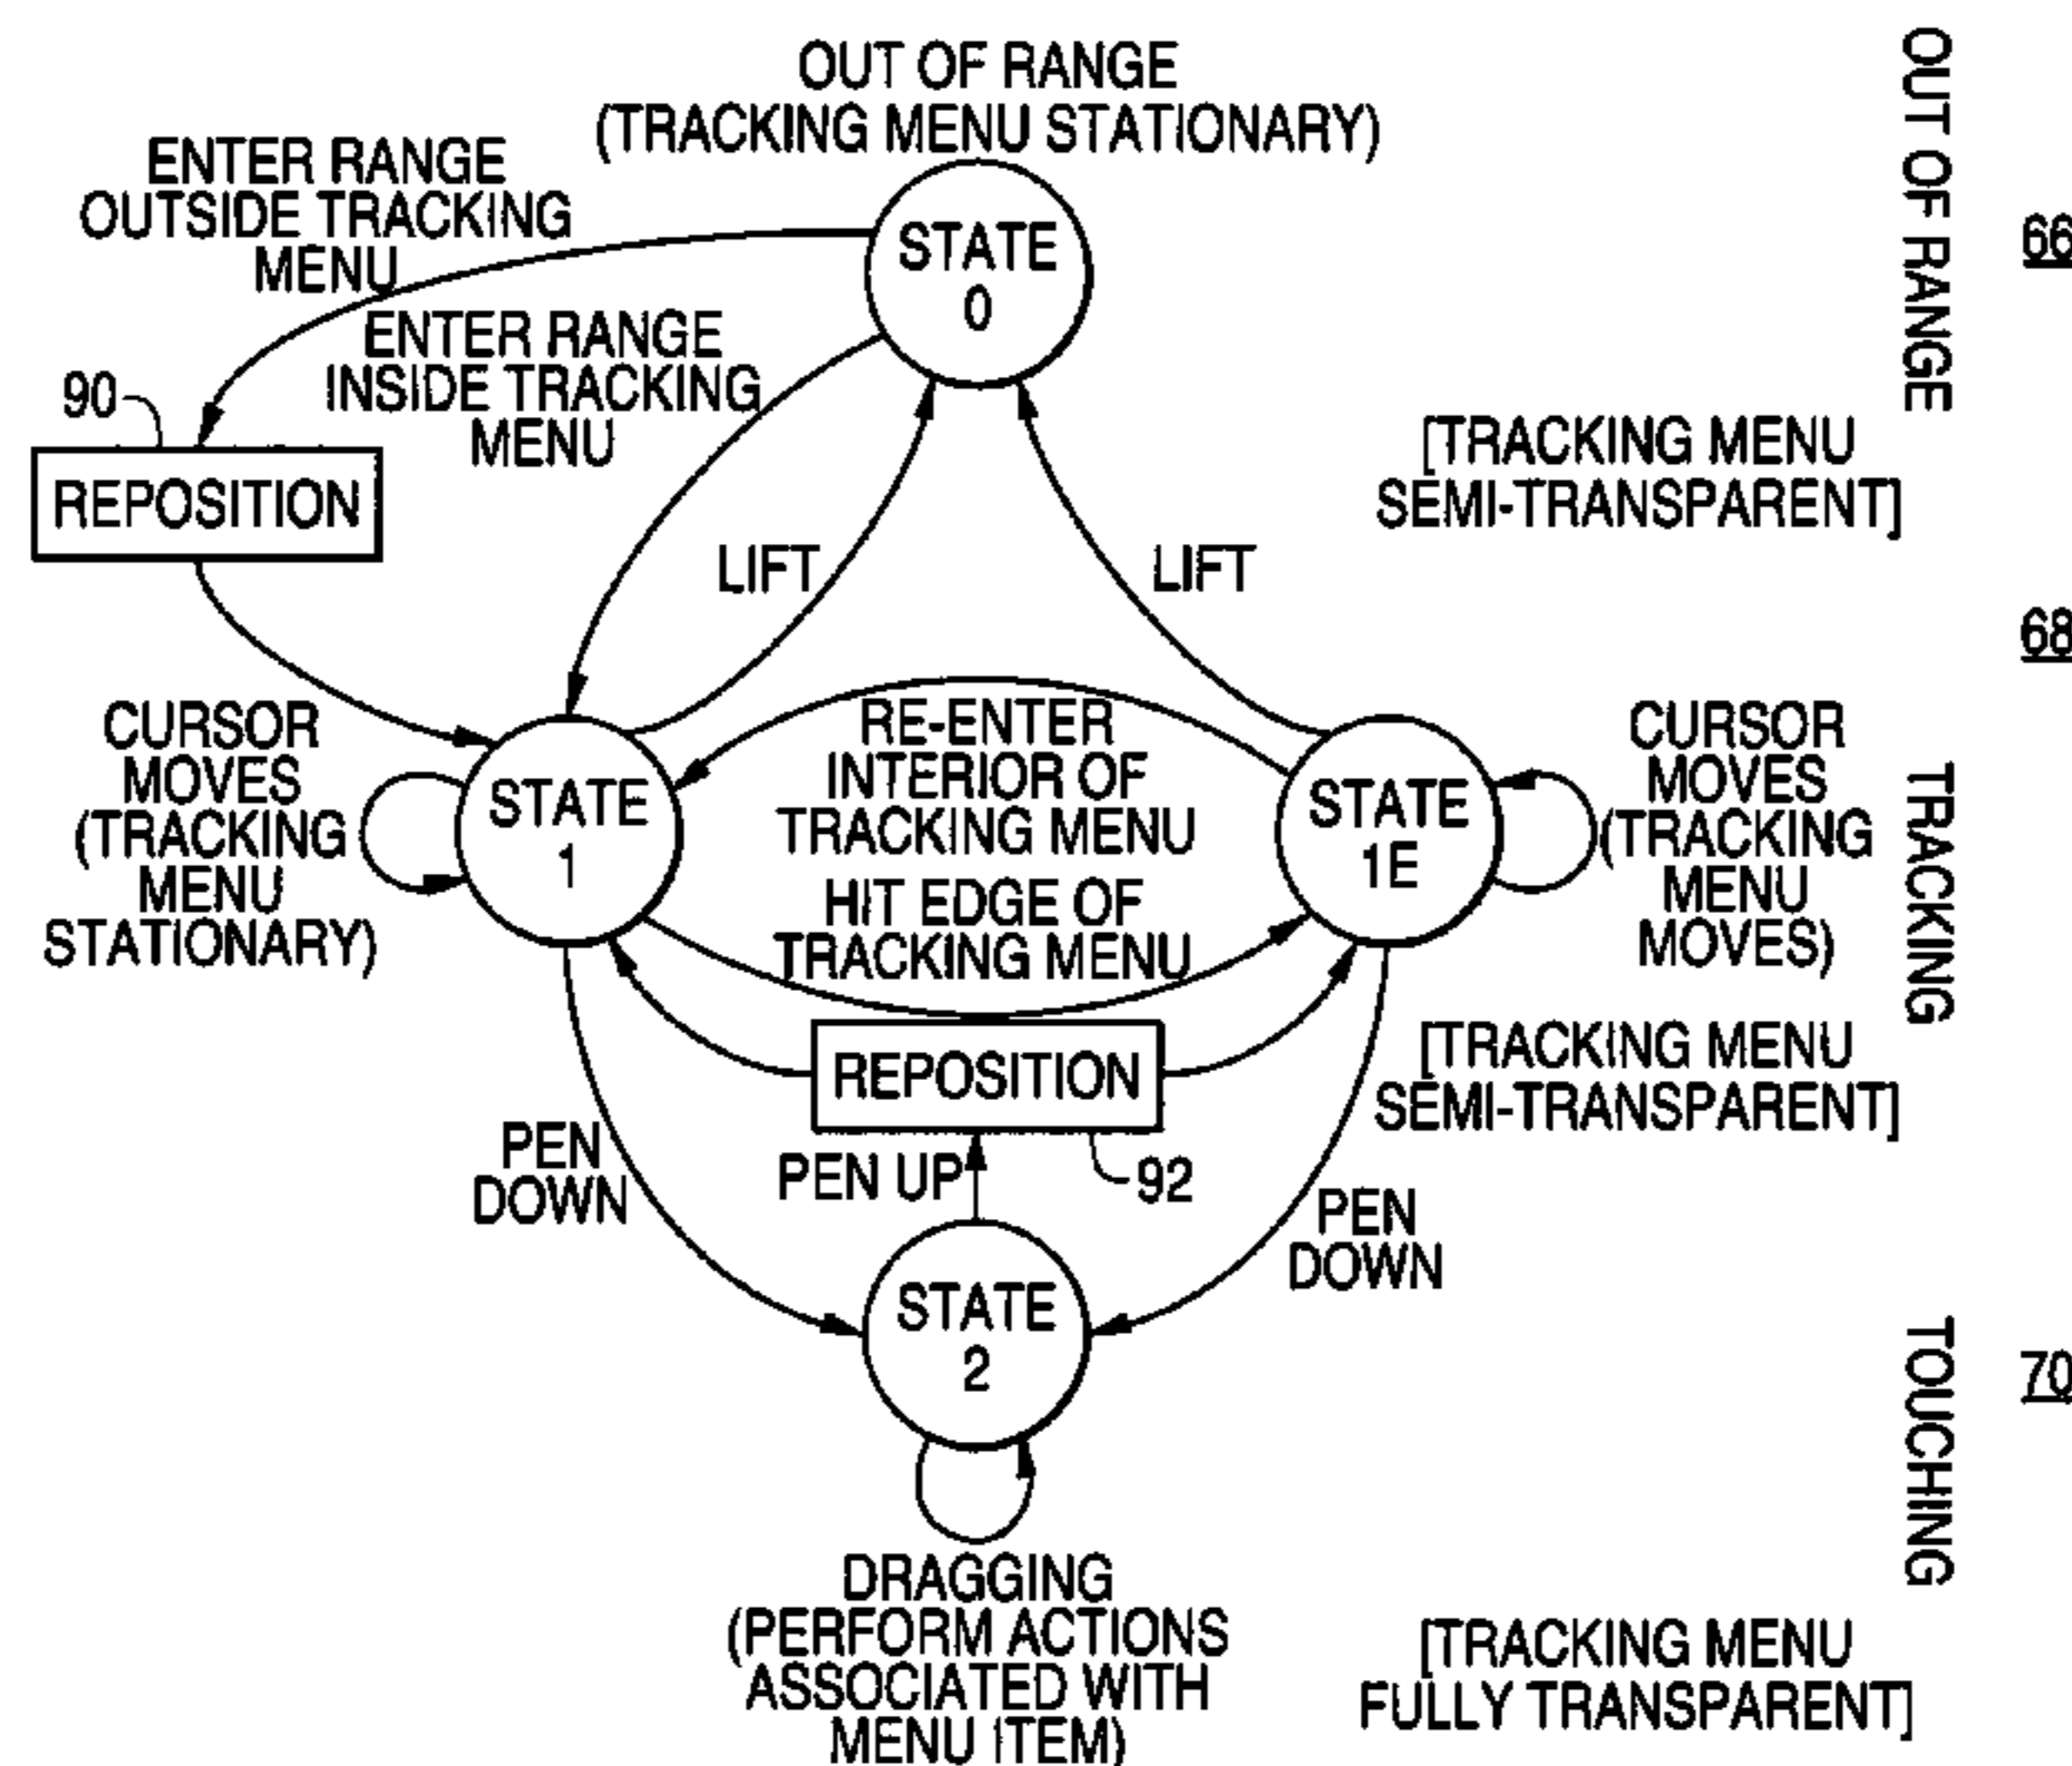 OUT OF RANGE
(TRACKING MENU STATIONARY)
ENTER RANGE
OUTSIDE TRACKING
MENU
STATE
0
OUT OF RANGE
66
ENTER RANGE
INSIDE TRACKING
MENU
90
REPOSITION
[TRACKING MENU
SEMI-TRANSPARENT]
LIFT
LIFT
68
CURSOR
MOVES
(TRACKING
MENU
STATIONARY)
STATE
1
RE-ENTER
INTERIOR OF
TRACKING MENU
HIT EDGE OF
TRACKING MENU
STATE
1E
CURSOR
MOVES
(TRACKING
MENU
MOVES)
TRACKING
REPOSITION
[TRACKING MENU
SEMI-TRANSPARENT]
PEN
DOWN
PEN UP
92
PEN
DOWN
STATE
2
TOUCHING
70
DRAGGING
(PERFORM ACTIONS
ASSOCIATED WITH
MENU ITEM)
[TRACKING MENU
FULLY TRANSPARENT]